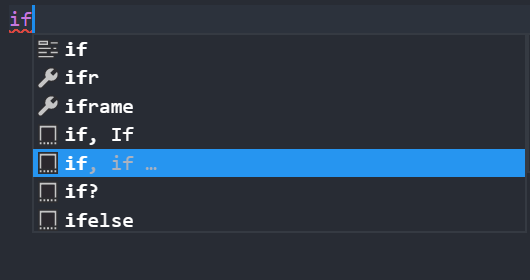 if
if
ifr
iframe
if, If
if, if …
if?
ifelse